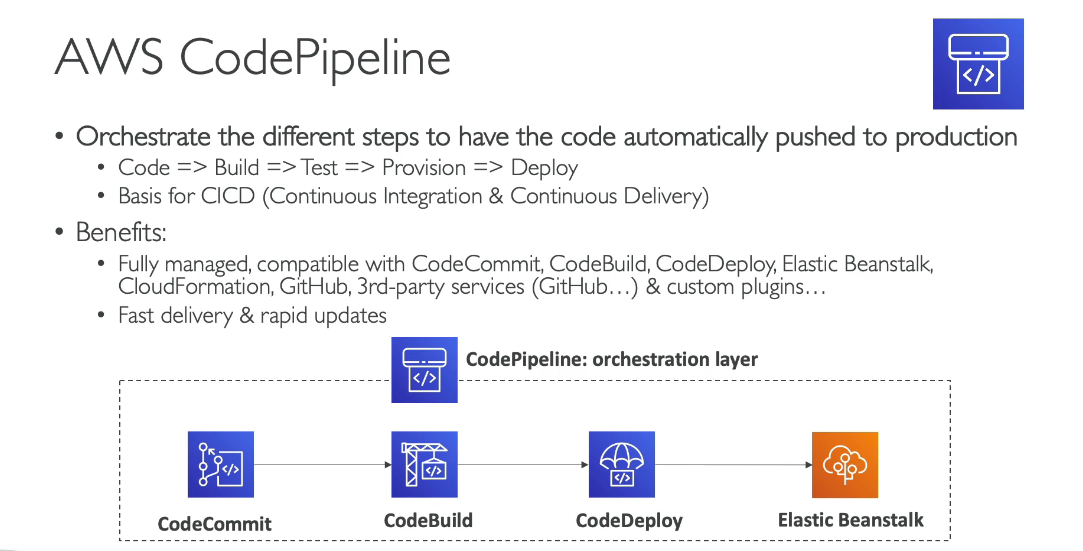 AWS CodePipeline
</>
• Orchestrate the different steps to have the code automatically pushed to production
• Code => Build => Test => Provision => Deploy
• Basis for CICD (Continuous Integration & Continuous Delivery)
• Benefits:
• Fully managed, compatible with CodeCommit, CodeBuild, CodeDeploy, Elastic Beanstalk,
CloudFormation, GitHub, 3rd-party services (GitHub…) & custom plugins…
• Fast delivery & rapid updates
</> CodePipeline: orchestration layer
</> </> </>
CodeCommit CodeBuild CodeDeploy Elastic Beanstalk